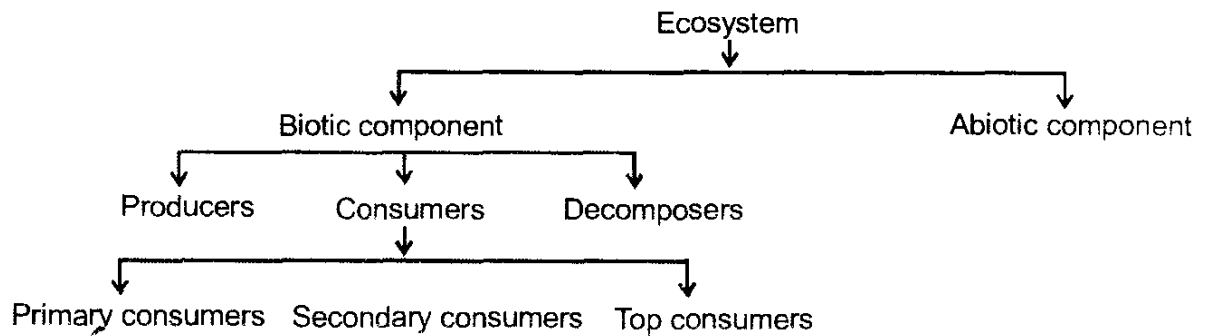 Ecosystem
Biotic component Abiotic component
Producers Consumers Decomposers
Primary consumers Secondary consumers Top consumers